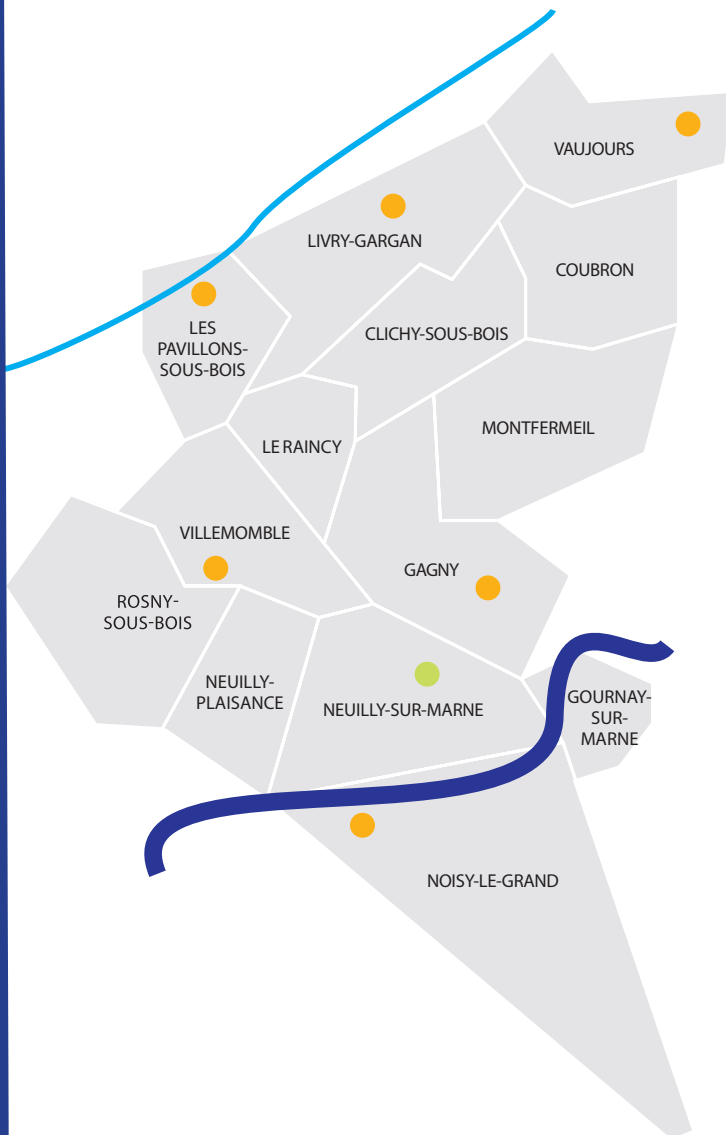 VAUJOURS
LIVRY-GARGAN
COUBRON
LES
PAVILLONS-
SOUS-BOIS
CLICHY-SOUS-BOIS
MONTFERMEIL
LE RAINCY
VILLEMOMBLE
GAGNY
ROSNY-
SOUS-BOIS
NEUILLY-
PLAISANCE
NEUILLY-SUR-MARNE
GOURNAY-
SUR-
MARNE
NOISY-LE-GRAND